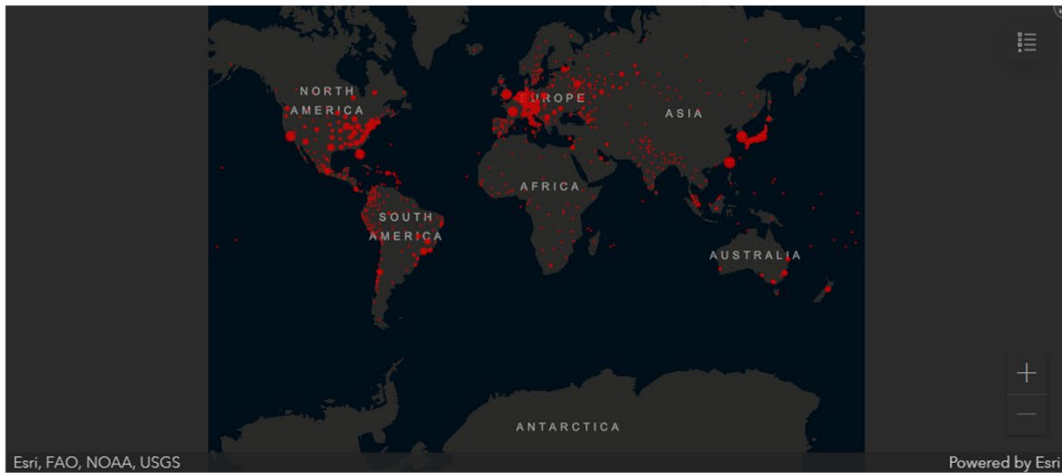 NORTH
AMERICA
EUROPE
ASIA
AFRICA
SOUTH
AMERICA
AUSTRALIA
ANTARCTICA
Esri, FAO, NOAA, USGS
Powered by Esri